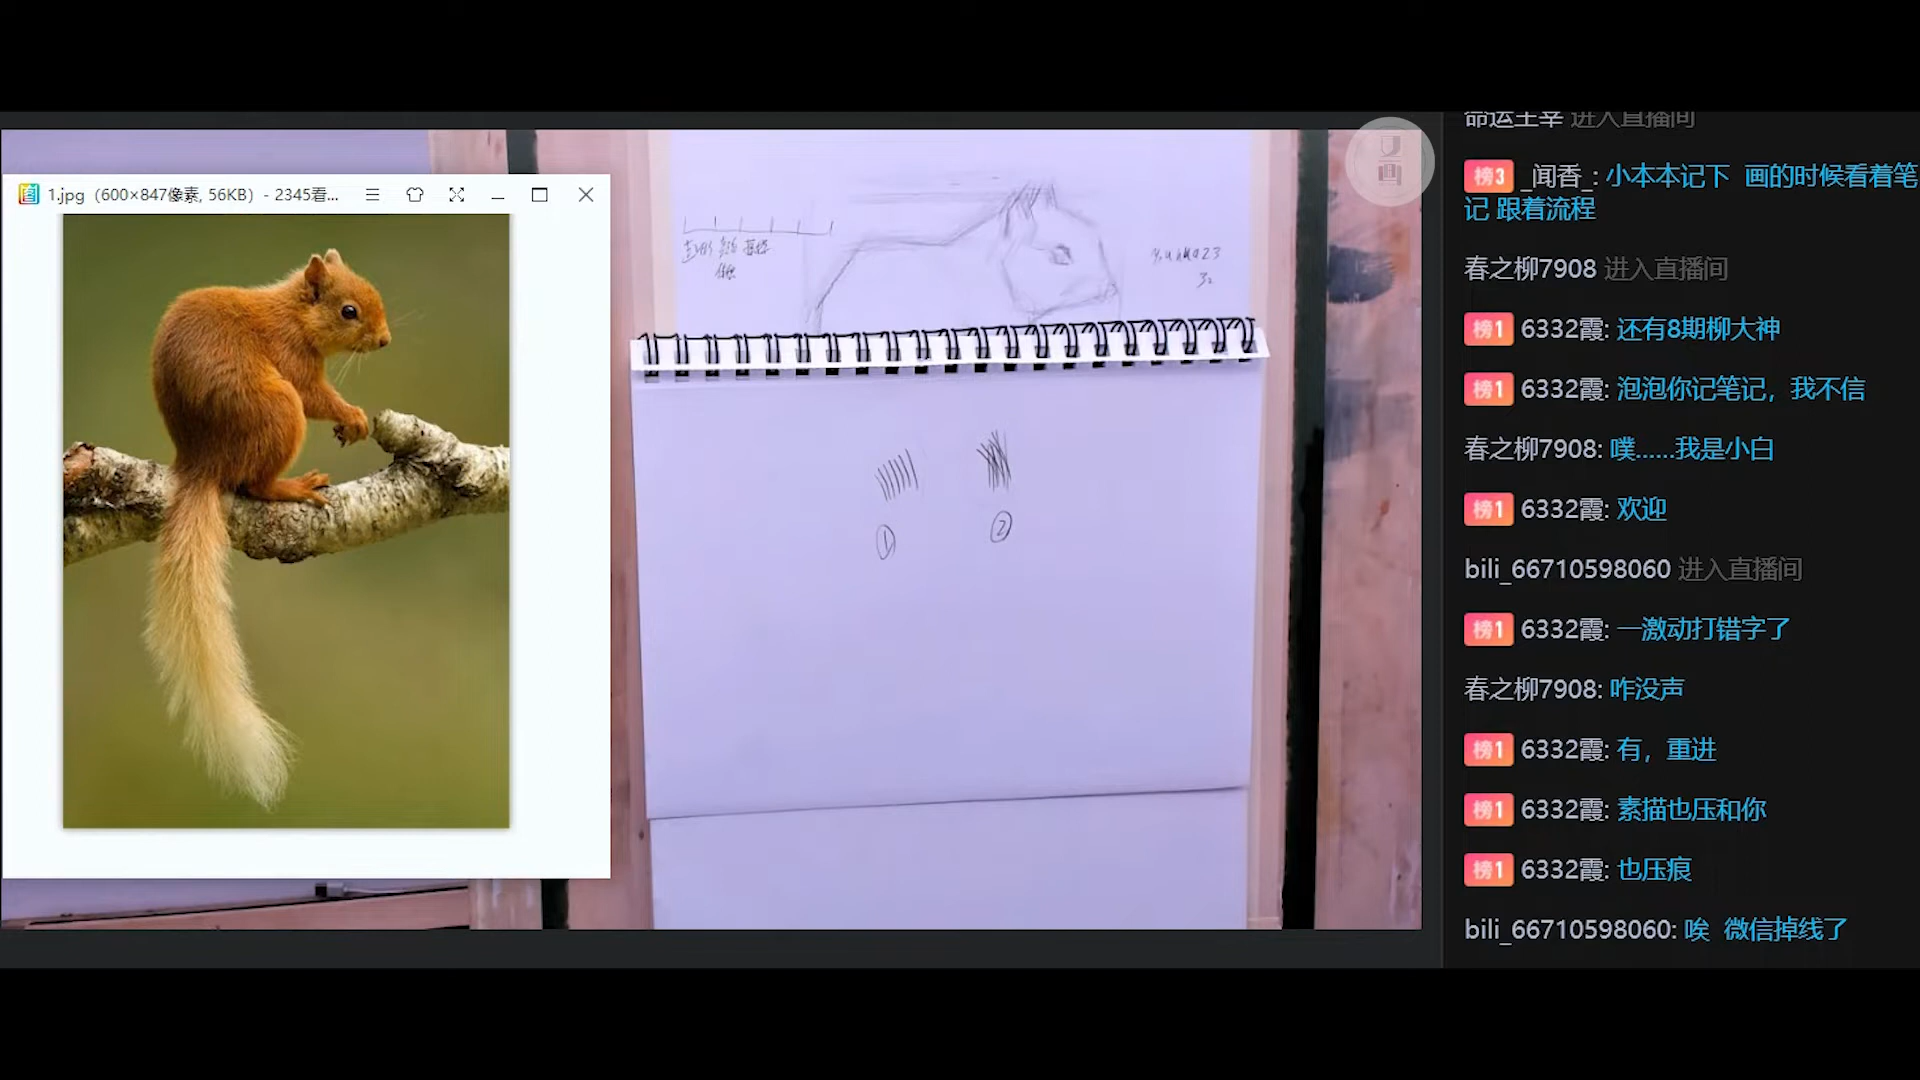 命运主宰 进入直播间
榜3 _闻香_: 小本本记下 画的时候看着笔
记 跟着流程
春之柳7908 进入直播间
榜1 6332霞: 还有8期柳大神
榜1 6332霞: 泡泡你记笔记，我不信
春之柳7908: 噗......我是小白
榜1 6332霞: 欢迎
bili_66710598060 进入直播间
榜1 6332霞: 一激动打错字了
春之柳7908: 咋没声
榜1 6332霞: 有，重进
榜1 6332霞: 素描也压和你
榜1 6332霞: 也压痕
bili_66710598060: 唉 微信掉线了
1.jpg (600×847像素, 56KB) - 2345看...
① ②